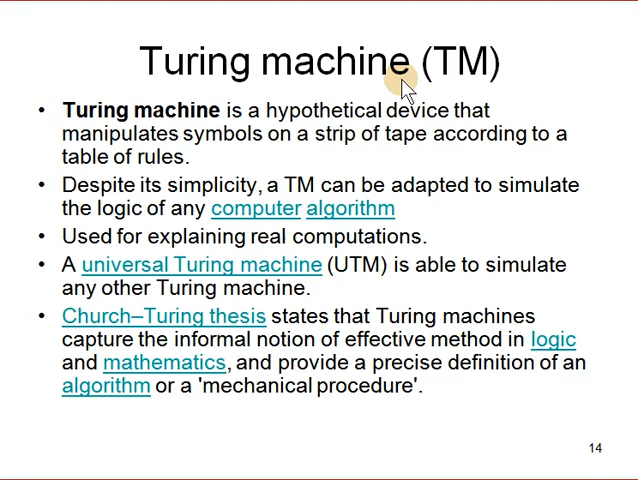 Turing machine (TM)
• Turing machine is a hypothetical device that
manipulates symbols on a strip of tape according to a
table of rules.
• Despite its simplicity, a TM can be adapted to simulate
the logic of any computer algorithm
• Used for explaining real computations.
• A universal Turing machine (UTM) is able to simulate
any other Turing machine.
• Church–Turing thesis states that Turing machines
capture the informal notion of effective method in logic
and mathematics, and provide a precise definition of an
algorithm or a 'mechanical procedure'.
14